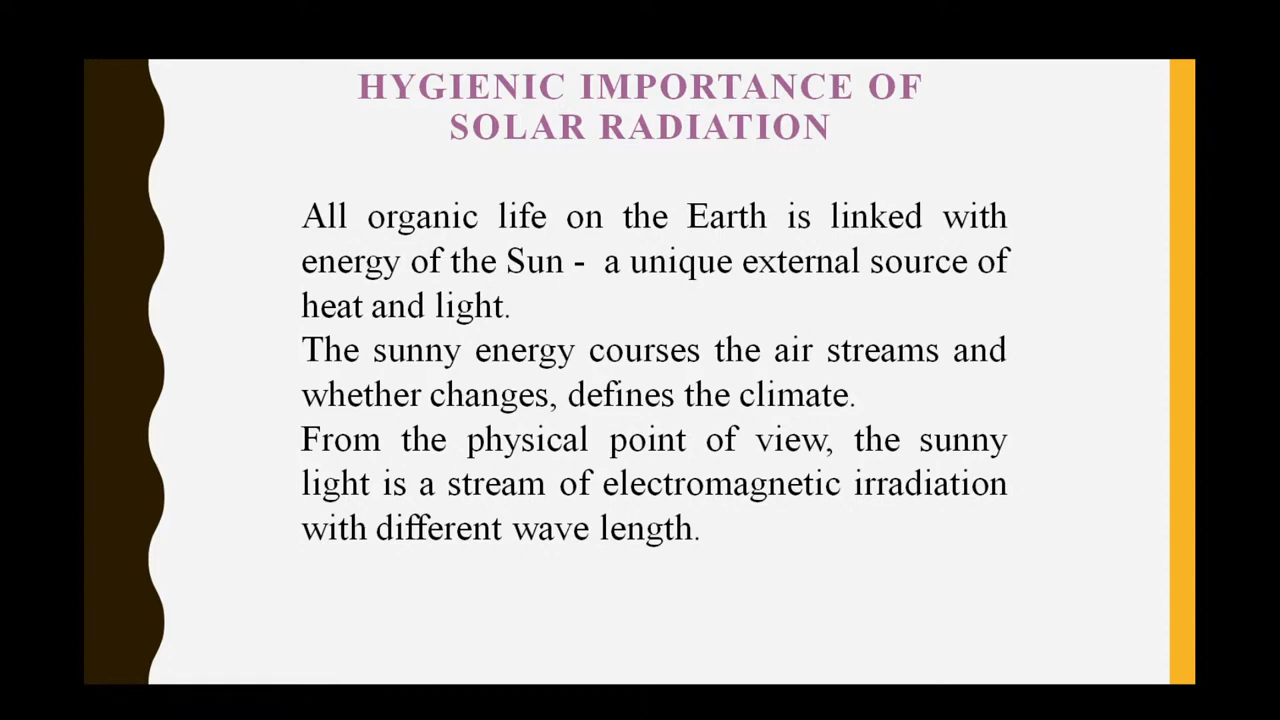 HYGIENIC IMPORTANCE OF
SOLAR RADIATION
All organic life on the Earth is linked with
energy of the Sun - a unique external source of
heat and light.
The sunny energy courses the air streams and
whether changes, defines the climate.
From the physical point of view, the sunny
light is a stream of electromagnetic irradiation
with different wave length.